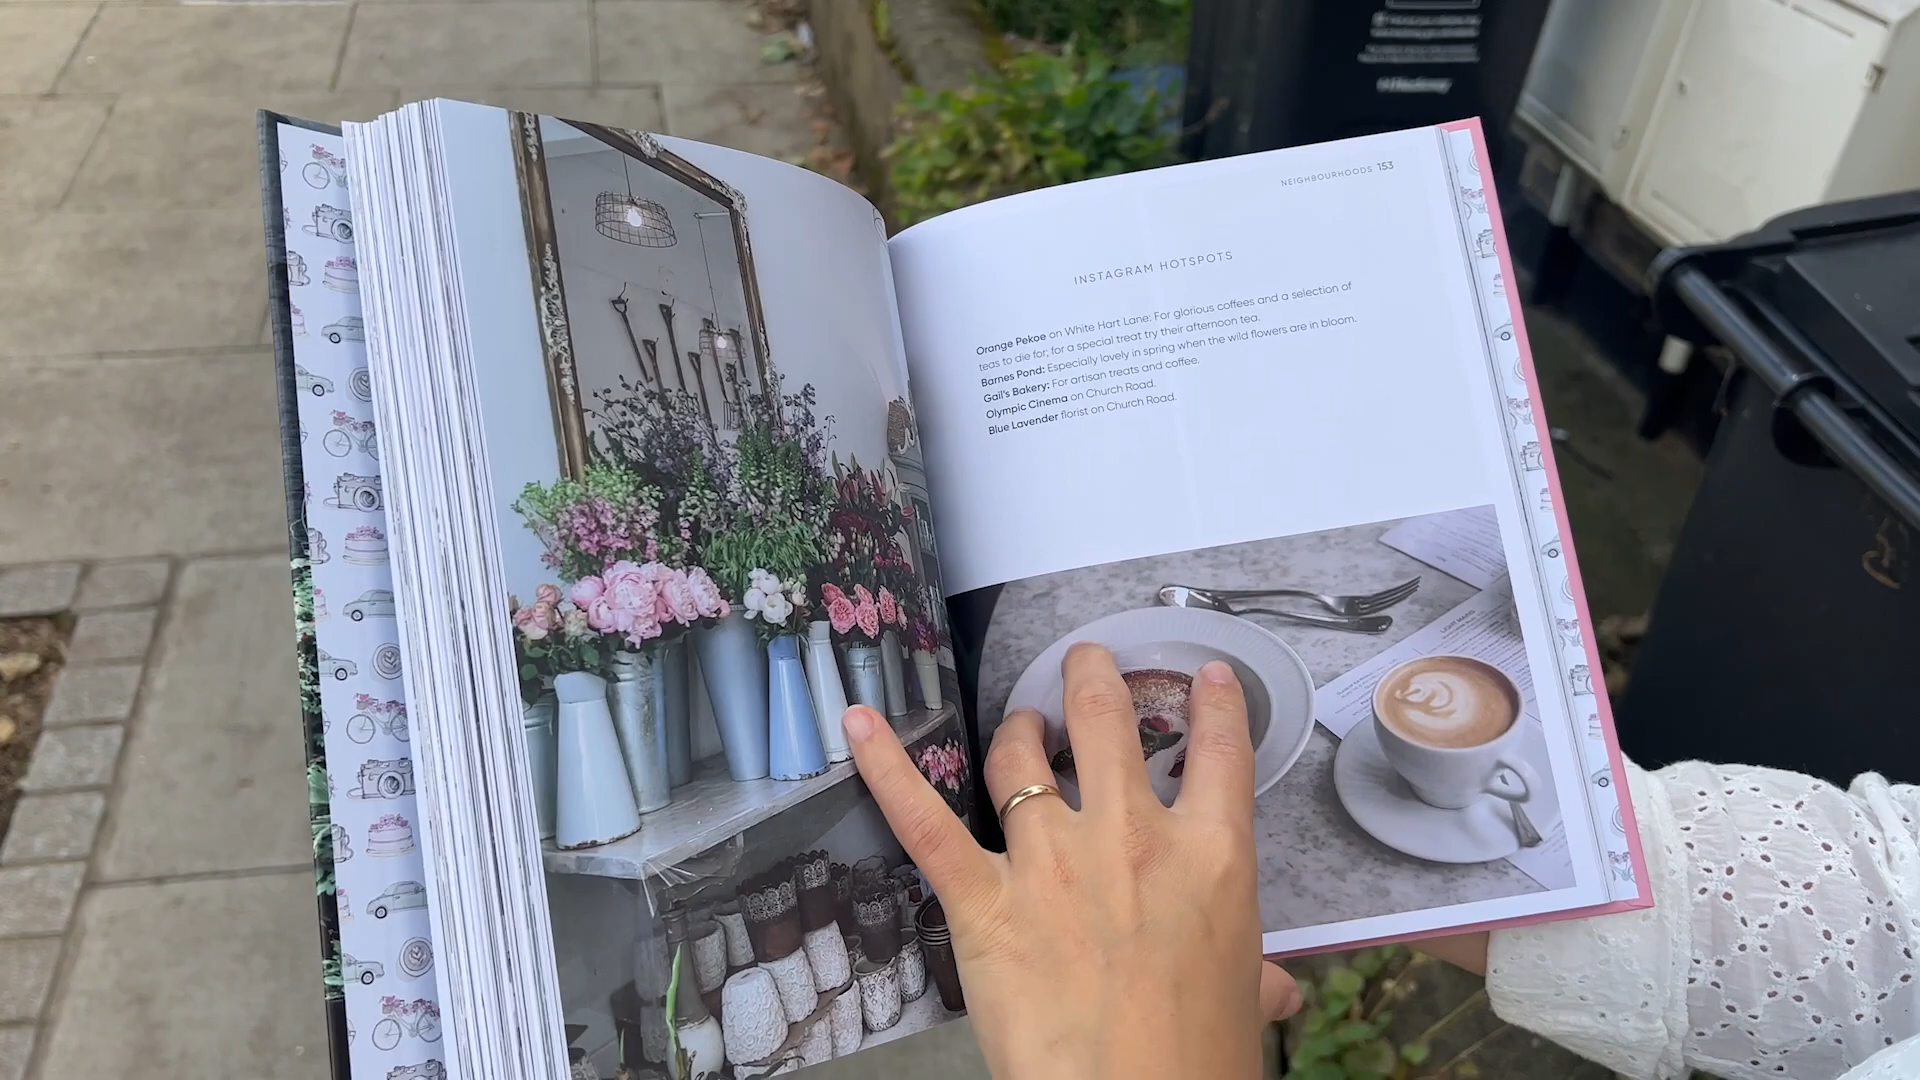 NEIGHBOURHOODS 153
INSTAGRAM HOTSPOTS
Orange Pekoe on White Hart Lane: For glorious coffees and a selection of
teas to die for; for a special treat try their afternoon tea.
Barnes Pond: Especially lovely in spring when the wild flowers are in bloom.
Gail's Bakery: For artisan treats and coffee.
Olympic Cinema on Church Road.
Blue Lavender florist on Church Road.